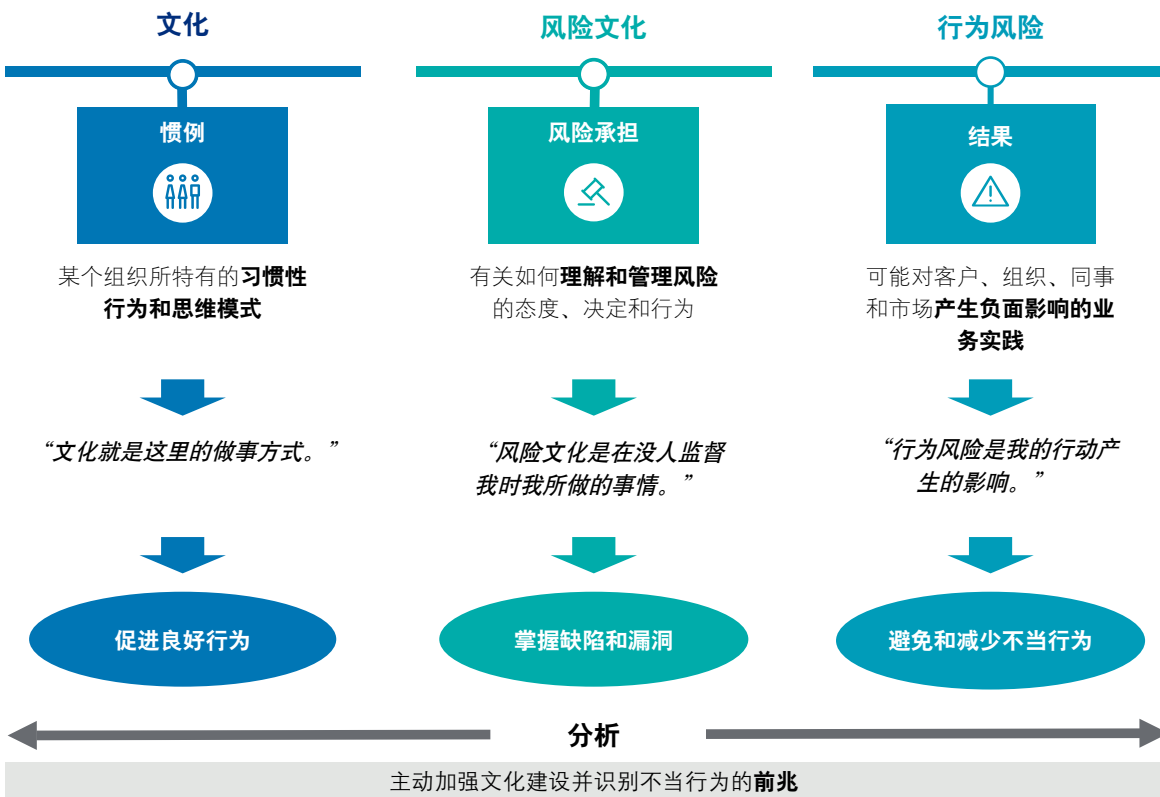 文化
惯例
某个组织所特有的习惯性
行为和思维模式
“文化就是这里的做事方式。”
促进良好行为
风险文化
风险承担
有关如何理解和管理风险
的态度、决定和行为
“风险文化是在没人监督
我时我所做的事情。”
掌握缺陷和漏洞
行为风险
结果
可能对客户、组织、同事
和市场产生负面影响的业
务实践
“行为风险是我的行动产
生的影响。”
避免和减少不当行为
分析
主动加强文化建设并识别不当行为的前兆